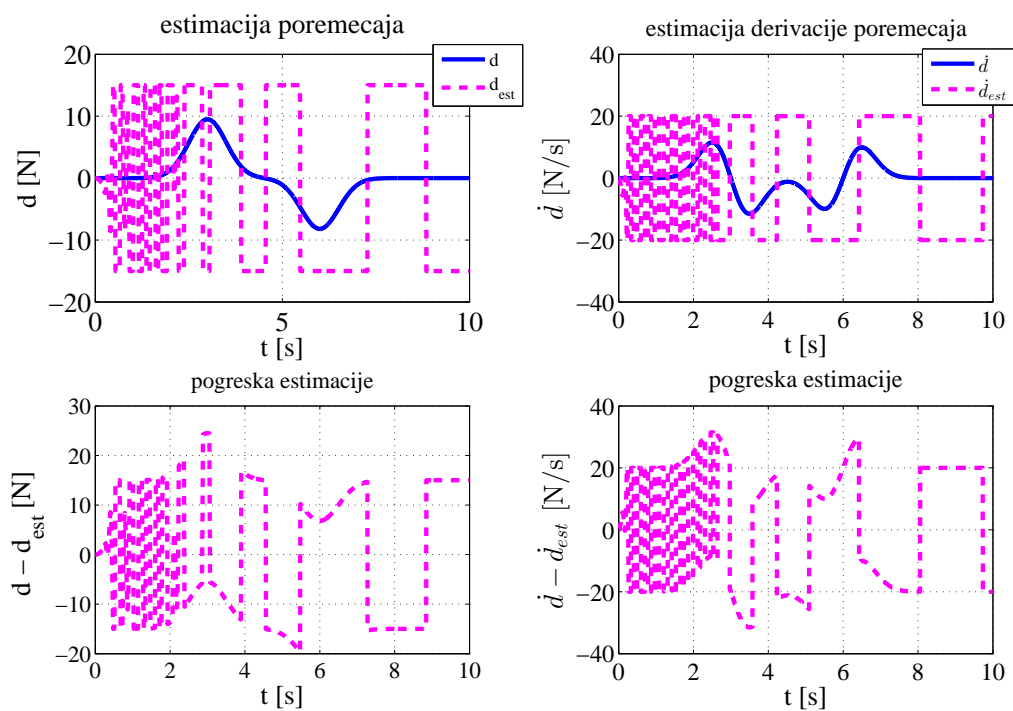 estimacija poremecaja
d
d_est
20
10
0
−10
−20
d [N]
0
5
10
t [s]
estimacija derivacije poremecaja
ḋ
ḋ_est
40
20
0
−20
−40
ḋ [N/s]
0
2
4
6
8
10
t [s]
pogreska estimacije
30
20
10
0
−10
−20
d − d_est [N]
0
2
4
6
8
10
t [s]
pogreska estimacije
40
20
0
−20
−40
ḋ − ḋ_est [N/s]
0
2
4
6
8
10
t [s]